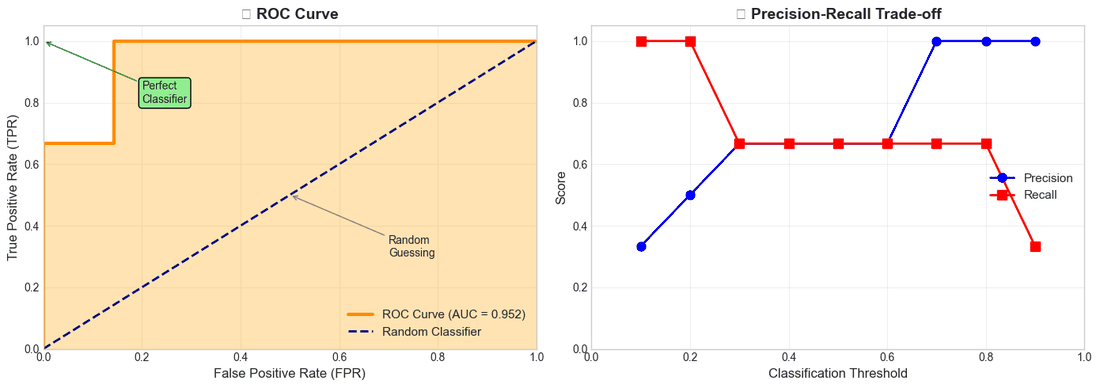 ROC Curve
1.0
0.8
0.6
0.4
0.2
0.0
True Positive Rate (TPR)
Perfect
Classifier
Random
Guessing
ROC Curve (AUC = 0.952)
Random Classifier
0.0
0.2
0.4
0.6
0.8
1.0
False Positive Rate (FPR)
Precision-Recall Trade-off
1.0
0.8
0.6
0.4
0.2
0.0
Score
Precision
Recall
0.0
0.2
0.4
0.6
0.8
1.0
Classification Threshold